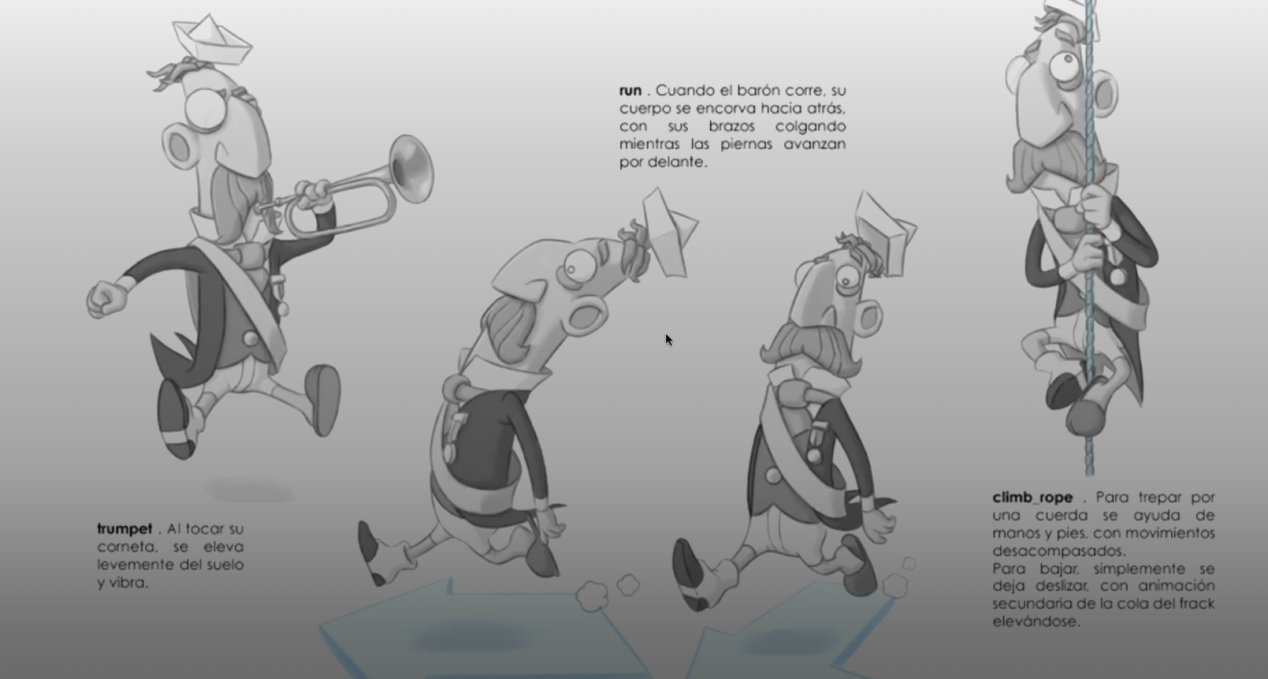 run . Cuando el barón corre, su
cuerpo se encorva hacia atrás,
con sus brazos colgando
mientras las piernas avanzan
por delante.
trumpet . Al tocar su
corneta, se eleva
levemente del suelo
y vibra.
climb_rope . Para trepar por
una cuerda se ayuda de
manos y pies, con movimientos
desacompasados.
Para bajar, simplemente se
deja deslizar, con animación
secundaria de la cola del frack
elevándose.